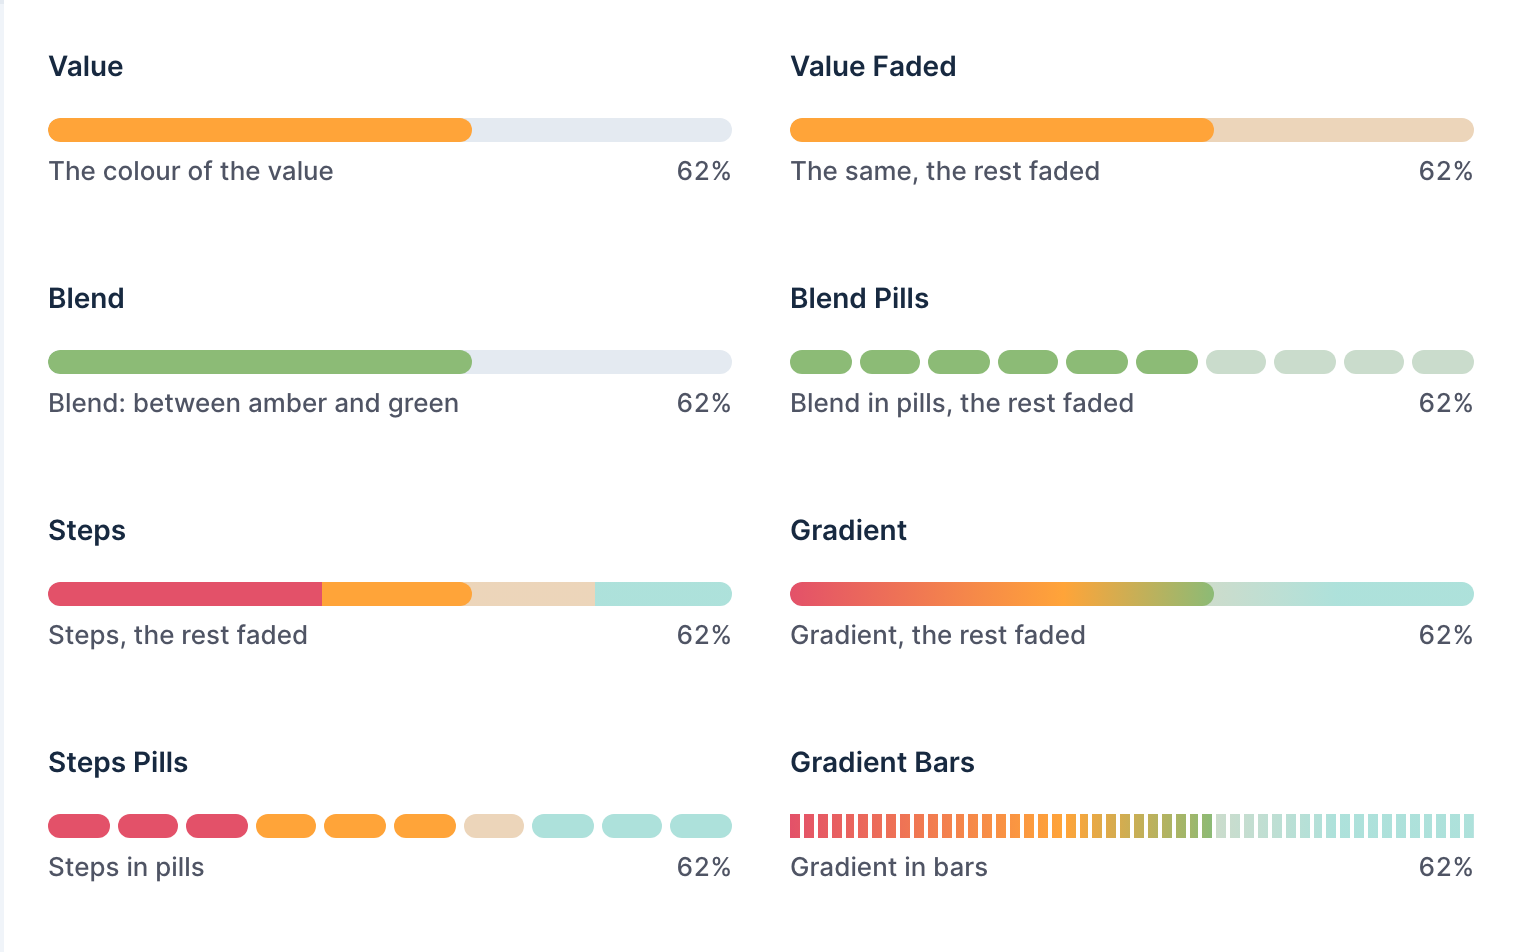 Value
The colour of the value 62%
Value Faded
The same, the rest faded 62%
Blend
Blend: between amber and green 62%
Blend Pills
Blend in pills, the rest faded 62%
Steps
Steps, the rest faded 62%
Gradient
Gradient, the rest faded 62%
Steps Pills
Steps in pills 62%
Gradient Bars
Gradient in bars 62%